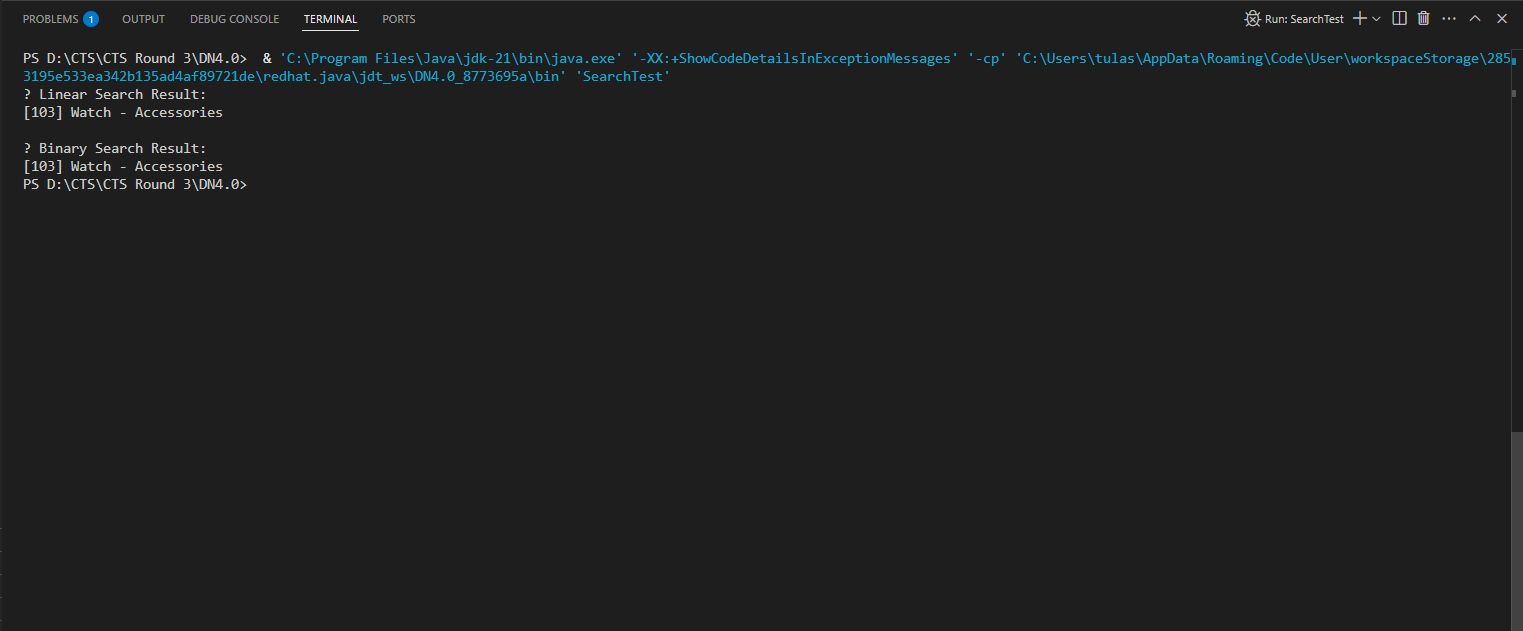 PROBLEMS 1 OUTPUT DEBUG CONSOLE TERMINAL PORTS Run: SearchTest
PS D:\CTS\CTS Round 3\DN4.0>  & 'C:\Program Files\Java\jdk-21\bin\java.exe' '-XX:+ShowCodeDetailsInExceptionMessages' '-cp' 'C:\Users\tulas\AppData\Roaming\Code\User\workspaceStorage\285
3195e533ea342b135ad4af89721de\redhat.java\jdt_ws\DN4.0_8773695a\bin' 'SearchTest'
? Linear Search Result:
[103] Watch - Accessories
? Binary Search Result:
[103] Watch - Accessories
PS D:\CTS\CTS Round 3\DN4.0>